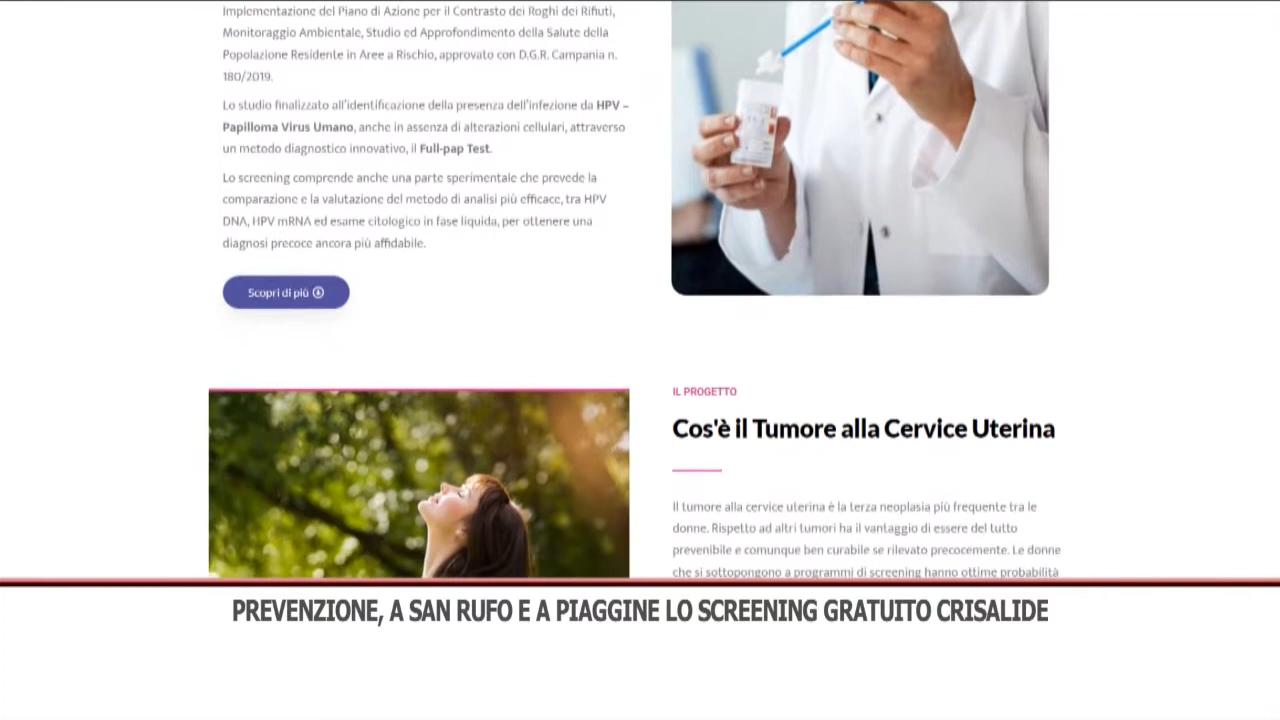 Implementazione del Piano di Azione per il Contrasto dei Roghi dei Rifiuti,
Monitoraggio Ambientale, Studio ed Approfondimento della Salute della
Popolazione Residente in Aree a Rischio, approvato con D.G.R. Campania n.
180/2019.
Lo studio finalizzato all'identificazione della presenza dell'infezione da HPV –
Papilloma Virus Umano, anche in assenza di alterazioni cellulari, attraverso
un metodo diagnostico innovativo, il Full-pap Test.
Lo screening comprende anche una parte sperimentale che prevede la
comparazione e la valutazione del metodo di analisi più efficace, tra HPV
DNA, HPV mRNA ed esame citologico in fase liquida, per ottenere una
diagnosi precoce ancora più affidabile.
Scopri di più
IL PROGETTO
Cos'è il Tumore alla Cervice Uterina
Il tumore alla cervice uterina è la terza neoplasia più frequente tra le
donne. Rispetto ad altri tumori ha il vantaggio di essere del tutto
prevenibile e comunque ben curabile se rilevato precocemente. Le donne
che si sottopongono a programmi di screening hanno ottime probabilità
PREVENZIONE, A SAN RUFO E A PIAGGINE LO SCREENING GRATUITO CRISALIDE